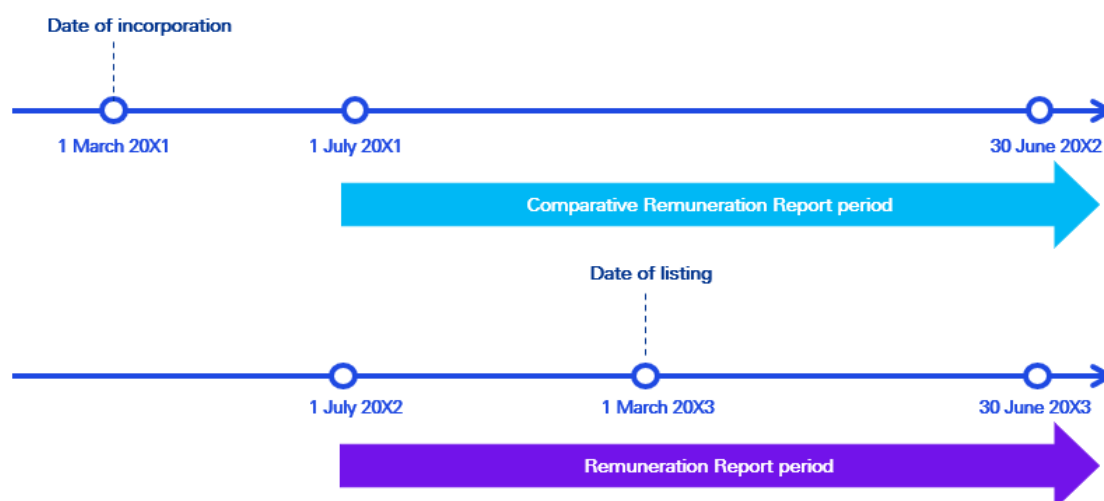 Date of incorporation
1 March 20X1
1 July 20X1
30 June 20X2
Comparative Remuneration Report period
Date of listing
1 July 20X2
1 March 20X3
30 June 20X3
Remuneration Report period